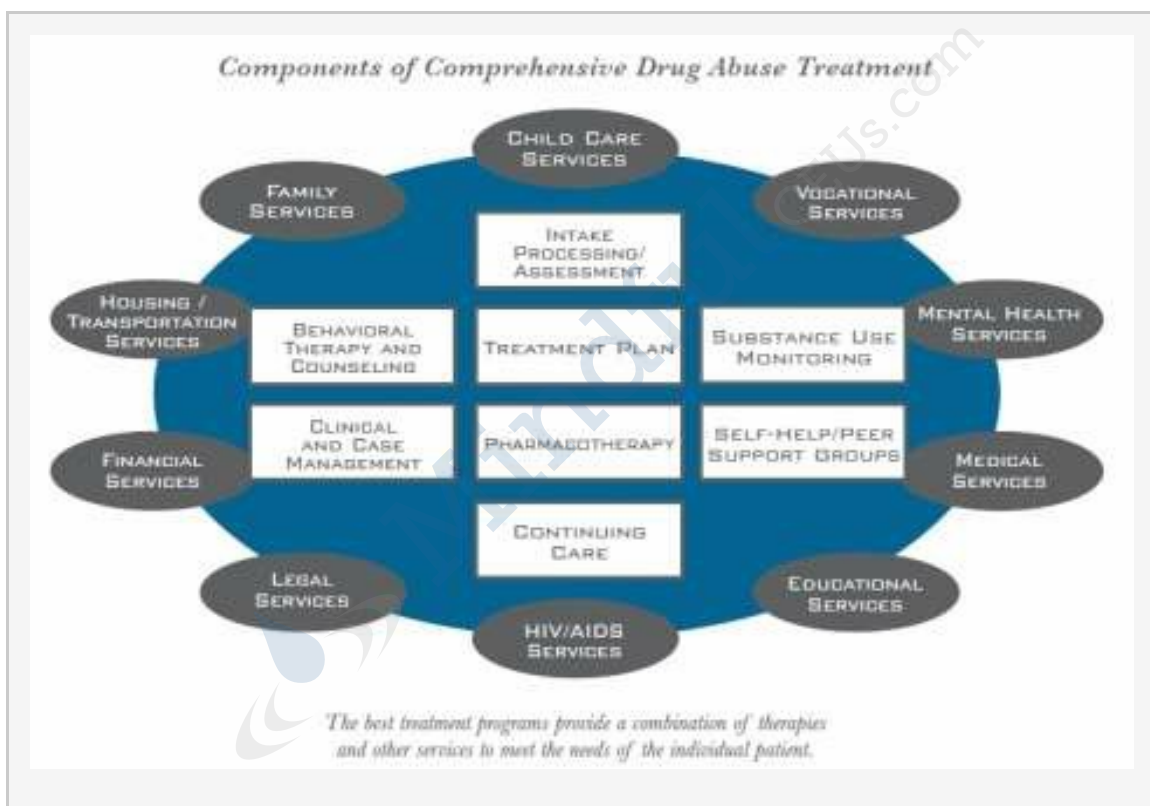 Components of Comprehensive Drug Abuse Treatment
CHILD CARE
SERVICES
FAMILY
SERVICES
VOCATIONAL
SERVICES
INTAKE
PROCESSING/
ASSESSMENT
HOUSING /
TRANSPORTATION
SERVICES
BEHAVIORAL
THERAPY AND
COUNSELING
TREATMENT PLAN
SUBSTANCE USE
MONITORING
MENTAL HEALTH
SERVICES
FINANCIAL
SERVICES
CLINICAL
AND CASE
MANAGEMENT
PHARMACOTHERAPY
SELF-HELP/PEER
SUPPORT GROUPS
MEDICAL
SERVICES
CONTINUING
CARE
LEGAL
SERVICES
EDUCATIONAL
SERVICES
HIV/AIDS
SERVICES
The best treatment programs provide a combination of therapies
and other services to meet the needs of the individual patient.